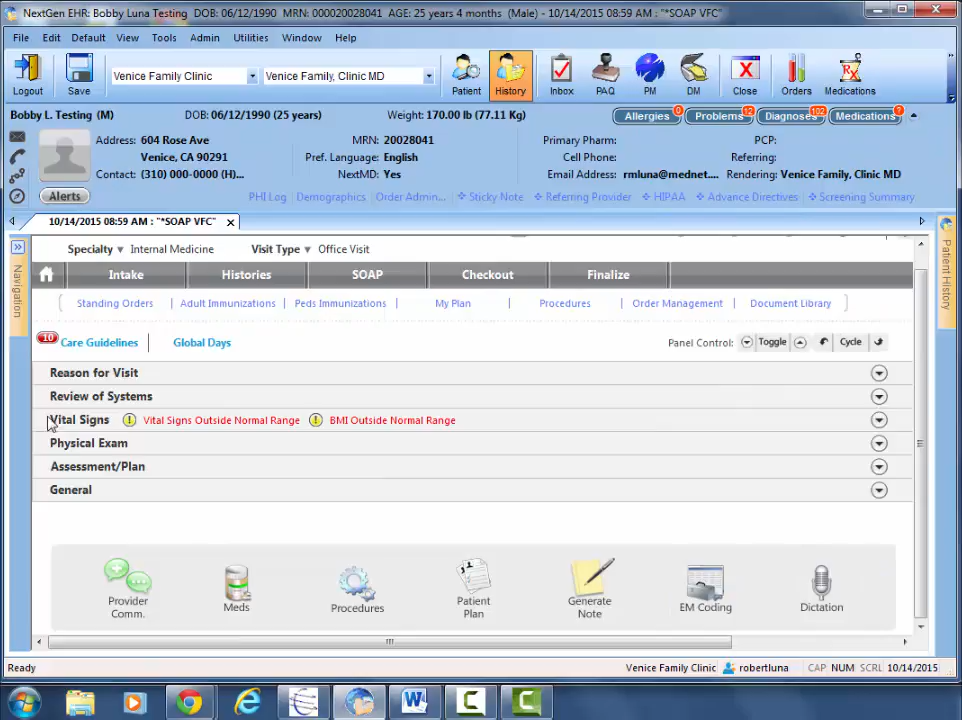 NextGen EHR: Bobby Luna Testing DOB: 06/12/1990 MRN: 000020028041 AGE: 25 years 4 months (Male) - 10/14/2015 08:59 AM : "*SOAP VFC"
File Edit Default View Tools Admin Utilities Window Help
Venice Family Clinic Venice Family, Clinic MD
Logout Save Patient History Inbox PAQ PM DM Close Orders Medications
Bobby L. Testing (M) DOB: 06/12/1990 (25 years) Weight: 170.00 lb (77.11 Kg) Allergies 0 Problems 12 Diagnoses 102 Medications ?
Address: 604 Rose Ave MRN: 20028041 Primary Pharm: PCP:
Venice, CA 90291 Pref. Language: English Cell Phone: Referring:
Contact: (310) 000-0000 (H)... NextMD: Yes Email Address: rmluna@mednet.... Rendering: Venice Family, Clinic MD
Alerts PHI Log Demographics Order Admin... Sticky Note Referring Provider HIPAA Advance Directives Screening Summary
10/14/2015 08:59 AM : "*SOAP VFC" X
Navigation
Patient History
Specialty Internal Medicine Visit Type Office Visit
Intake Histories SOAP Checkout Finalize
Standing Orders | Adult Immunizations | Peds Immunizations | My Plan | Procedures | Order Management | Document Library
10 Care Guidelines Global Days Panel Control: Toggle Cycle
Reason for Visit
Review of Systems
Vital Signs ! Vital Signs Outside Normal Range ! BMI Outside Normal Range
Physical Exam
Assessment/Plan
General
Provider Comm. Meds Procedures Patient Plan Generate Note EM Coding Dictation
Ready Venice Family Clinic robertluna CAP NUM SCRL 10/14/2015